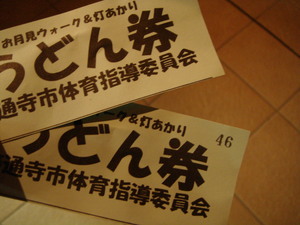 お月見ウォーク&灯あかり
うどん券
通寺市体育指導委員会
ーク&灯あかり
46
どん券
通寺市体育指導委員会